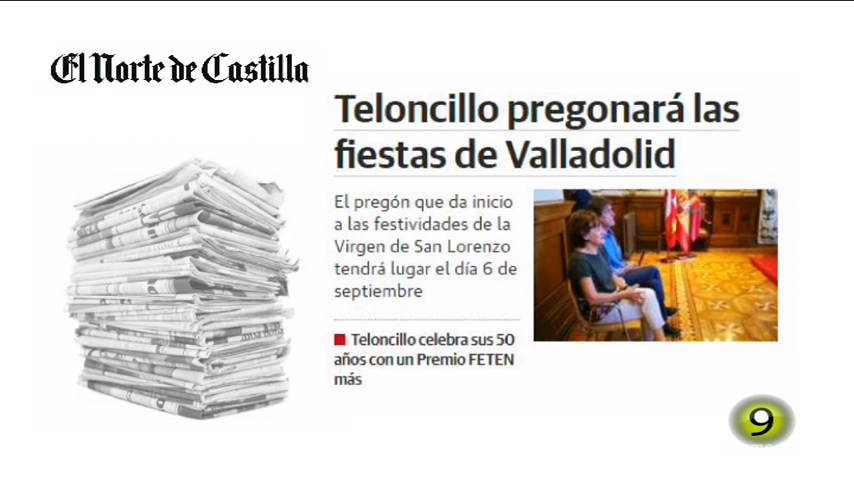 El Norte de Castilla
Teloncillo pregonará las
fiestas de Valladolid
El pregón que da inicio
a las festividades de la
Virgen de San Lorenzo
tendrá lugar el día 6 de
septiembre
Teloncillo celebra sus 50
años con un Premio FETEN
más
9